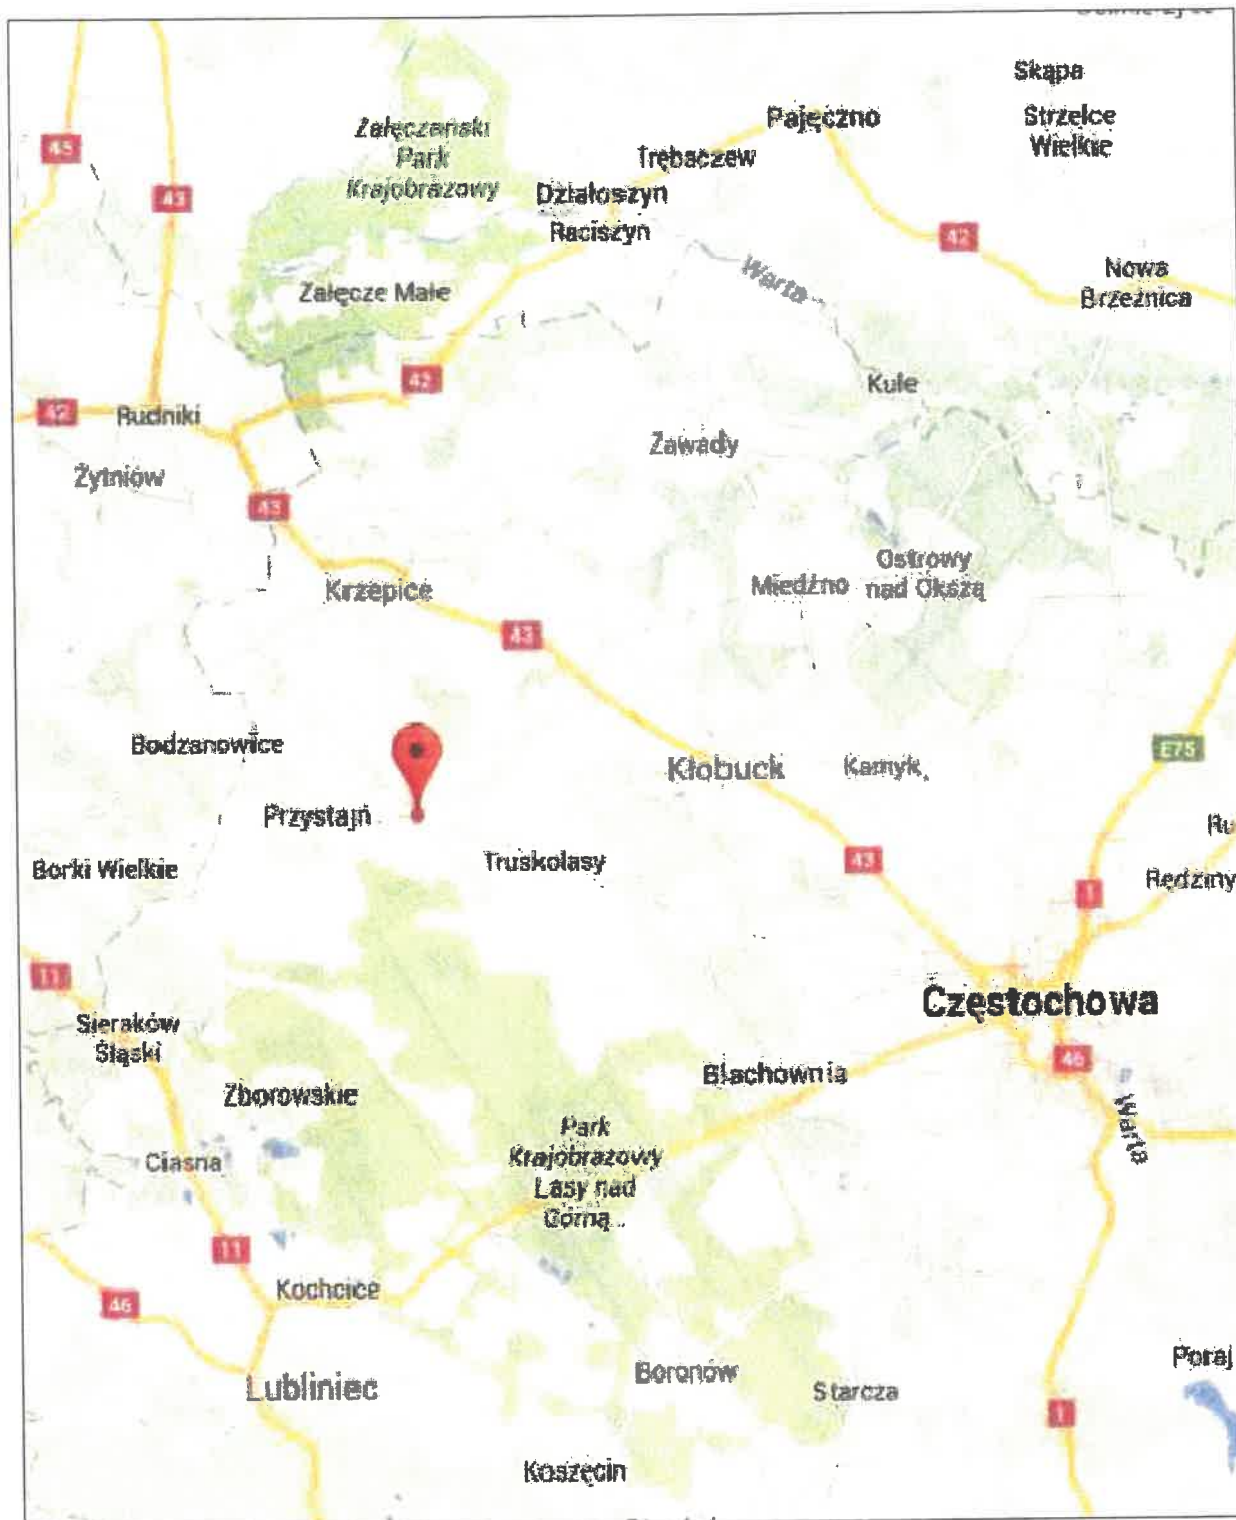 Skąpa
Pajęczno
Strzelce
Wielkie
Załęczański
Park
Krajobrazowy
45
Trębaczew
43
Działoszyn
Raciszyn
42
Warta
Nowa
Brzeźnica
Załęcze Małe
42
Kule
42
Rudniki
Zawady
Żytniów
43
Ostrowy
nad Okszą
Miedźno
Krzepice
43
Bodzanowice
E75
Kłobuck
Kamyk
Przystajń
Ru
Truskolasy
43
Borki Wielkie
Rędziny
1
11
Częstochowa
Sieraków
Śląski
46
Blachownia
Zborowskie
Warta
Park
Krajobrazowy
Lasy nad
Górną...
Ciasna
11
Kochcice
46
Poraj
Boronów
Lubliniec
Starcza
1
Koszęcin